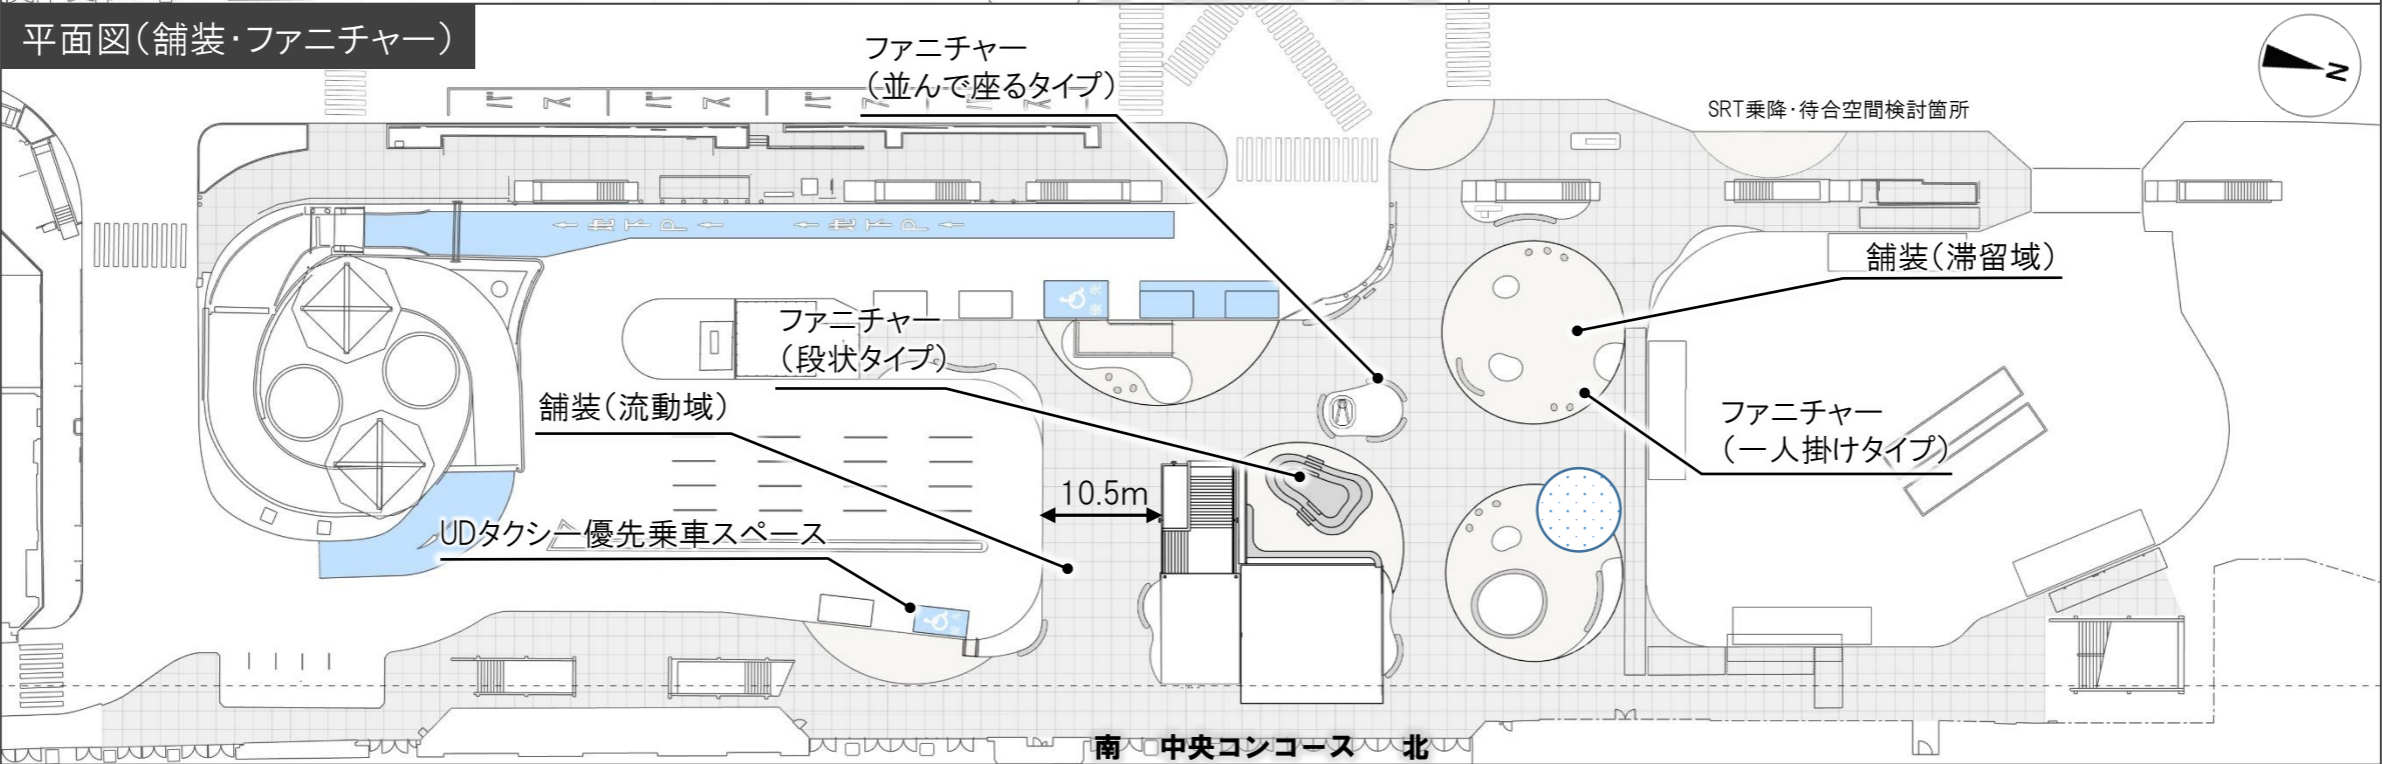 平面図(舗装・ファニチャー)
ファニチャー
(並んで座るタイプ)
SRT乗降・待合空間検討箇所
N
舗装(滞留域)
ファニチャー
(段状タイプ)
優先
舗装(流動域)
ファニチャー
(一人掛けタイプ)
10.5m
UDタクシー優先乗車スペース
南 中央コンコース 北